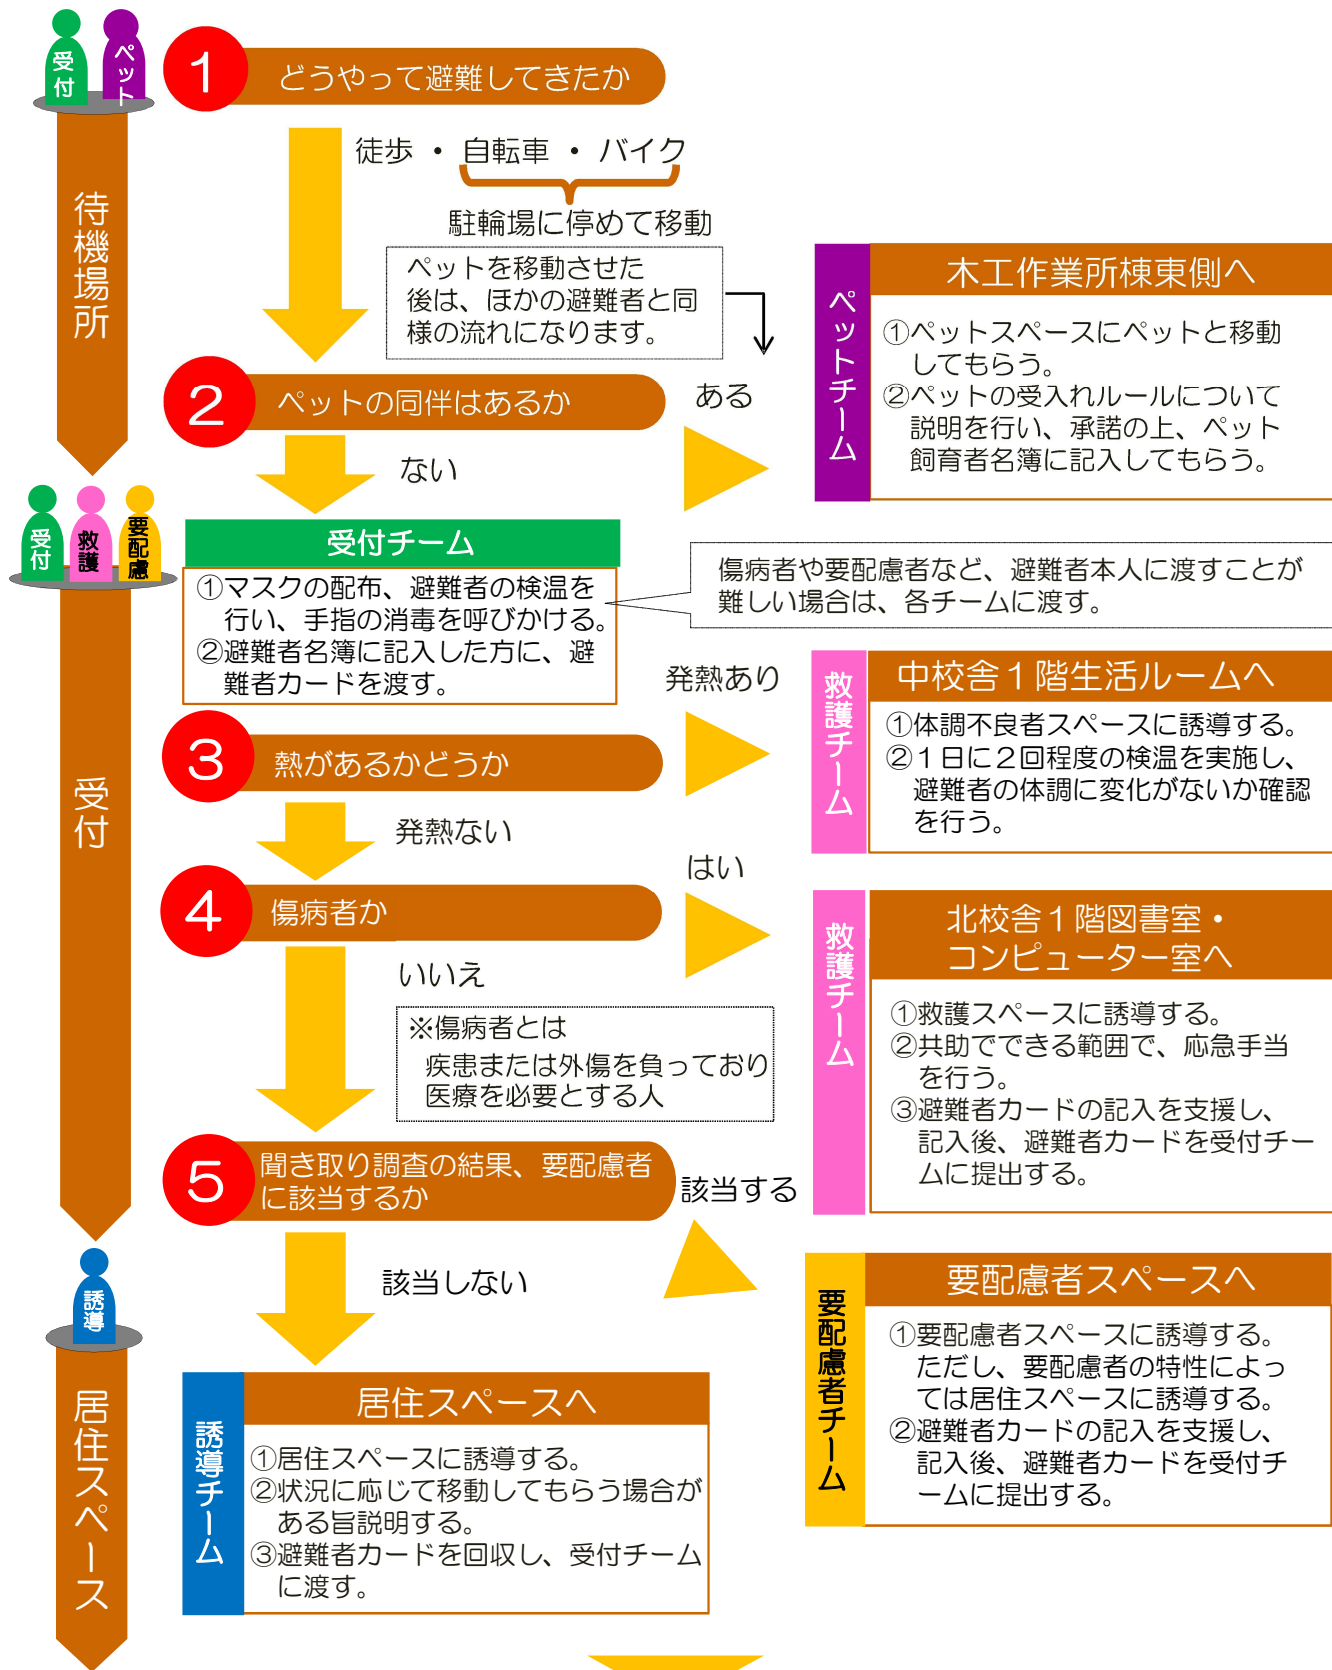 受付
ペット
1
どうやって避難してきたか
待機場所
徒歩 ・ 自転車 ・ バイク
駐輪場に停めて移動
ペットを移動させた
後は、ほかの避難者と同
様の流れになります。
2
ペットの同伴はあるか
ある
ない
ペットチーム
木工作業所棟東側へ
①ペットスペースにペットと移動
してもらう。
②ペットの受入れルールについて
説明を行い、承諾の上、ペット
飼育者名簿に記入してもらう。
受付
救護
要配慮
受付チーム
①マスクの配布、避難者の検温を
行い、手指の消毒を呼びかける。
②避難者名簿に記入した方に、避
難者カードを渡す。
傷病者や要配慮者など、避難者本人に渡すことが
難しい場合は、各チームに渡す。
受付
3
熱があるかどうか
発熱あり
発熱ない
救護チーム
中校舎1階生活ルームへ
①体調不良者スペースに誘導する。
②1日に2回程度の検温を実施し、
避難者の体調に変化がないか確認
を行う。
4
傷病者か
はい
いいえ
※傷病者とは
疾患または外傷を負っており
医療を必要とする人
救護チーム
北校舎1階図書室・
コンピューター室へ
①救護スペースに誘導する。
②共助でできる範囲で、応急手当
を行う。
③避難者カードの記入を支援し、
記入後、避難者カードを受付チー
ムに提出する。
5
聞き取り調査の結果、要配慮者
に該当するか
該当する
該当しない
要配慮者チーム
要配慮者スペースへ
①要配慮者スペースに誘導する。
ただし、要配慮者の特性によっ
ては居住スペースに誘導する。
②避難者カードの記入を支援し、
記入後、避難者カードを受付チ
ームに提出する。
誘導
居住スペース
誘導チーム
居住スペースへ
①居住スペースに誘導する。
②状況に応じて移動してもらう場合が
ある旨説明する。
③避難者カードを回収し、受付チーム
に渡す。